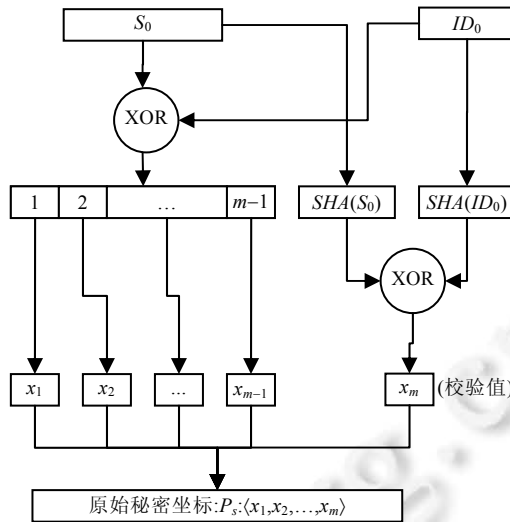 S₀ ID₀
XOR
1 2 … m−1 SHA(S₀) SHA(ID₀)
XOR
x₁ x₂ ... xₘ₋₁ xₘ (校验值)
原始秘密坐标:Pₛ:⟨x₁,x₂,…,xₘ⟩